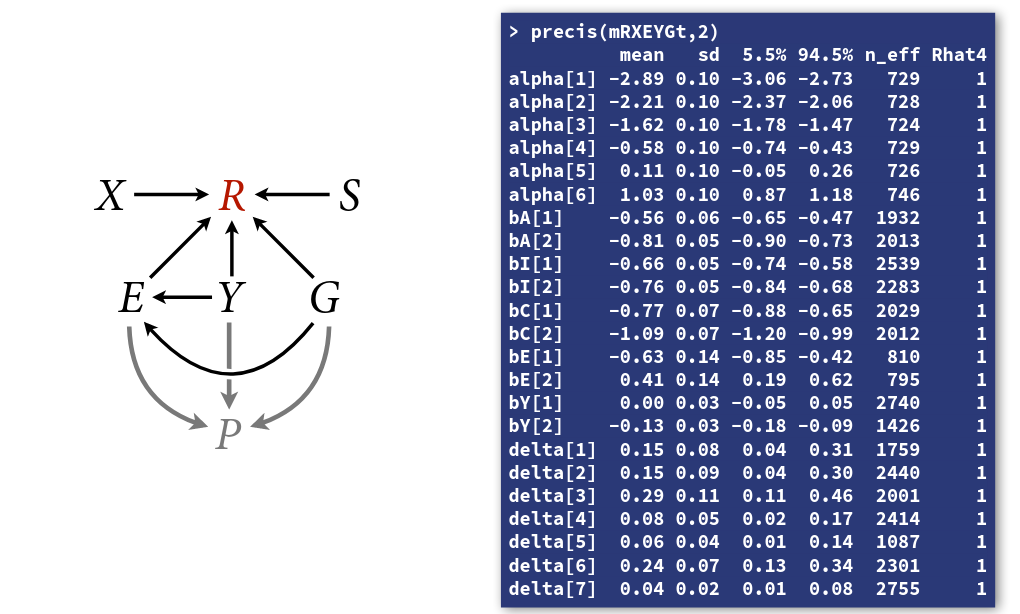 X R S
E Y G
P
> precis(mRXEYGt,2)
mean sd 5.5% 94.5% n_eff Rhat4
alpha[1] -2.89 0.10 -3.06 -2.73 729 1
alpha[2] -2.21 0.10 -2.37 -2.06 728 1
alpha[3] -1.62 0.10 -1.78 -1.47 724 1
alpha[4] -0.58 0.10 -0.74 -0.43 729 1
alpha[5] 0.11 0.10 -0.05 0.26 726 1
alpha[6] 1.03 0.10 0.87 1.18 746 1
bA[1] -0.56 0.06 -0.65 -0.47 1932 1
bA[2] -0.81 0.05 -0.90 -0.73 2013 1
bI[1] -0.66 0.05 -0.74 -0.58 2539 1
bI[2] -0.76 0.05 -0.84 -0.68 2283 1
bC[1] -0.77 0.07 -0.88 -0.65 2029 1
bC[2] -1.09 0.07 -1.20 -0.99 2012 1
bE[1] -0.63 0.14 -0.85 -0.42 810 1
bE[2] 0.41 0.14 0.19 0.62 795 1
bY[1] 0.00 0.03 -0.05 0.05 2740 1
bY[2] -0.13 0.03 -0.18 -0.09 1426 1
delta[1] 0.15 0.08 0.04 0.31 1759 1
delta[2] 0.15 0.09 0.04 0.30 2440 1
delta[3] 0.29 0.11 0.11 0.46 2001 1
delta[4] 0.08 0.05 0.02 0.17 2414 1
delta[5] 0.06 0.04 0.01 0.14 1087 1
delta[6] 0.24 0.07 0.13 0.34 2301 1
delta[7] 0.04 0.02 0.01 0.08 2755 1